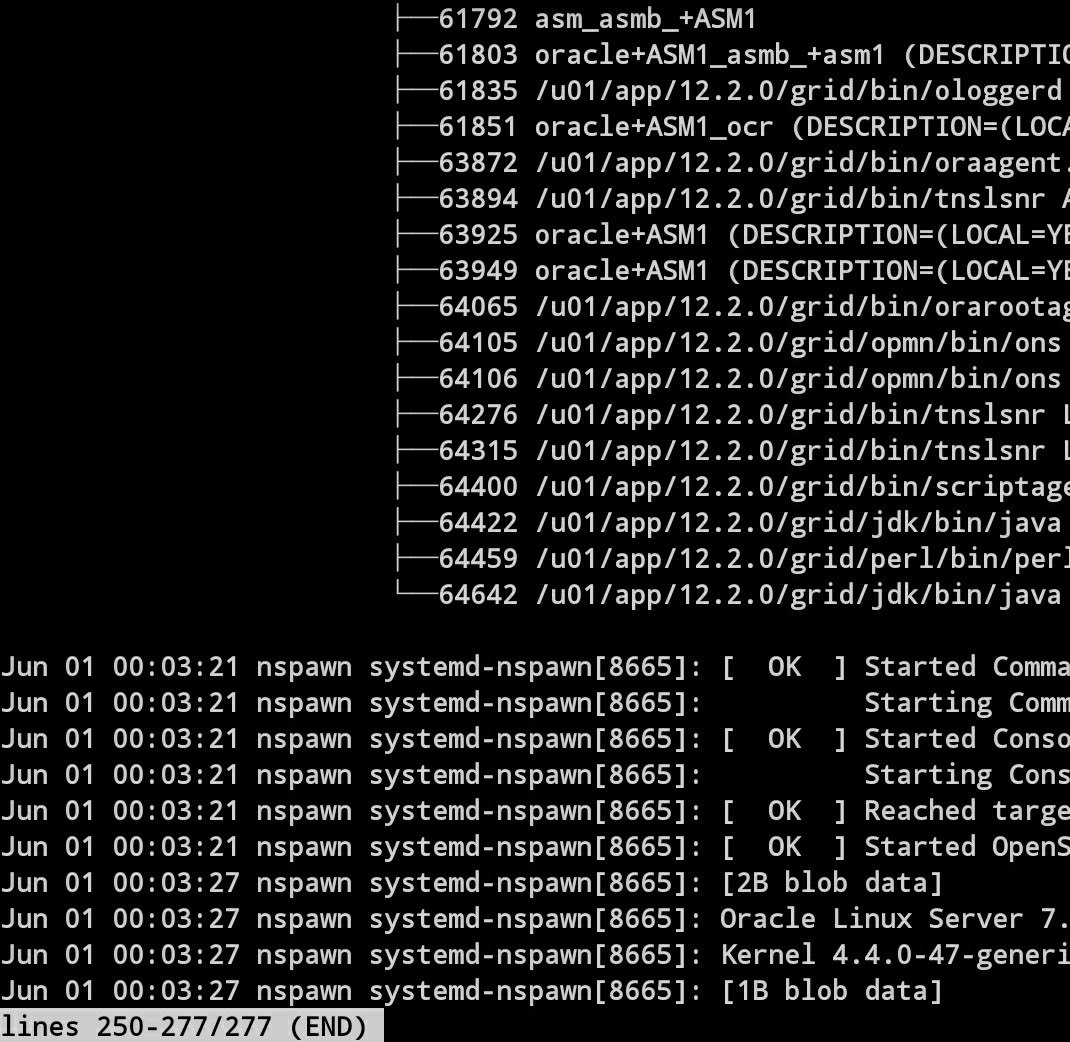 ├──61792 asm_asmb_+ASM1
├──61803 oracle+ASM1_asmb_+asm1 (DESCRIPTIO
├──61835 /u01/app/12.2.0/grid/bin/ologgerd
├──61851 oracle+ASM1_ocr (DESCRIPTION=(LOCA
├──63872 /u01/app/12.2.0/grid/bin/oraagent.
├──63894 /u01/app/12.2.0/grid/bin/tnslsnr A
├──63925 oracle+ASM1 (DESCRIPTION=(LOCAL=YE
├──63949 oracle+ASM1 (DESCRIPTION=(LOCAL=YE
├──64065 /u01/app/12.2.0/grid/bin/orarootag
├──64105 /u01/app/12.2.0/grid/opmn/bin/ons
├──64106 /u01/app/12.2.0/grid/opmn/bin/ons
├──64276 /u01/app/12.2.0/grid/bin/tnslsnr L
├──64315 /u01/app/12.2.0/grid/bin/tnslsnr L
├──64400 /u01/app/12.2.0/grid/bin/scriptage
├──64422 /u01/app/12.2.0/grid/jdk/bin/java
├──64459 /u01/app/12.2.0/grid/perl/bin/perl
└──64642 /u01/app/12.2.0/grid/jdk/bin/java
Jun 01 00:03:21 nspawn systemd-nspawn[8665]: [  OK  ] Started Comma
Jun 01 00:03:21 nspawn systemd-nspawn[8665]:          Starting Comm
Jun 01 00:03:21 nspawn systemd-nspawn[8665]: [  OK  ] Started Conso
Jun 01 00:03:21 nspawn systemd-nspawn[8665]:          Starting Cons
Jun 01 00:03:21 nspawn systemd-nspawn[8665]: [  OK  ] Reached targe
Jun 01 00:03:21 nspawn systemd-nspawn[8665]: [  OK  ] Started OpenS
Jun 01 00:03:27 nspawn systemd-nspawn[8665]: [2B blob data]
Jun 01 00:03:27 nspawn systemd-nspawn[8665]: Oracle Linux Server 7.
Jun 01 00:03:27 nspawn systemd-nspawn[8665]: Kernel 4.4.0-47-generi
Jun 01 00:03:27 nspawn systemd-nspawn[8665]: [1B blob data]
lines 250-277/277 (END)